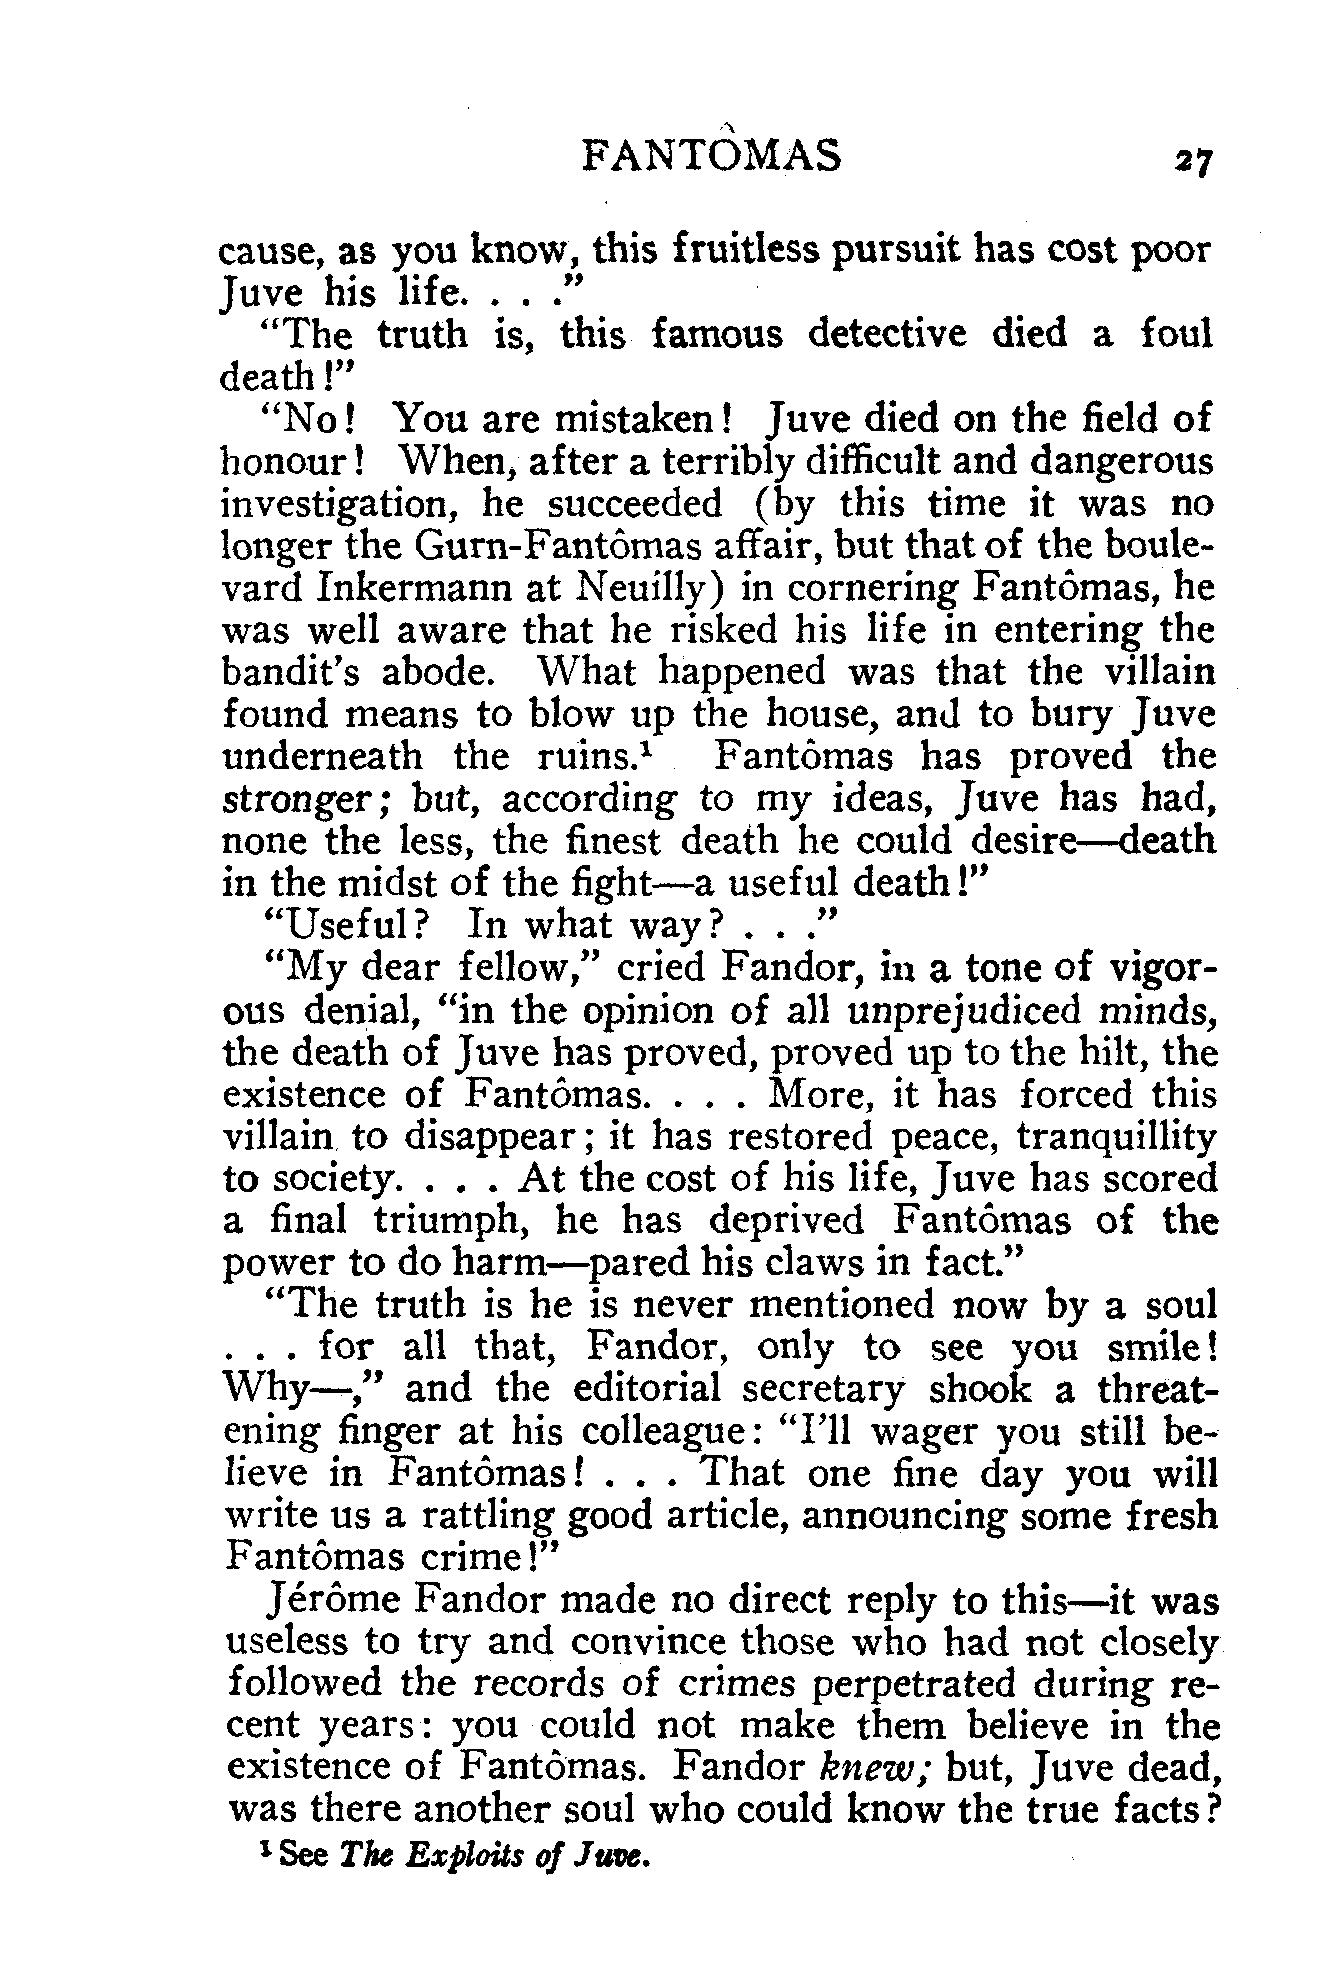 FANTÔMAS 27
cause, as you know, this fruitless pursuit has cost poor
Juve his life. . . ."
"The truth is, this famous detective died a foul
death!"
"No! You are mistaken! Juve died on the field of
honour! When, after a terribly difficult and dangerous
investigation, he succeeded (by this time it was no
longer the Gurn-Fantômas affair, but that of the boule-
vard Inkermann at Neuilly) in cornering Fantômas, he
was well aware that he risked his life in entering the
bandit's abode. What happened was that the villain
found means to blow up the house, and to bury Juve
underneath the ruins.¹ Fantômas has proved the
stronger; but, according to my ideas, Juve has had,
none the less, the finest death he could desire—death
in the midst of the fight—a useful death!"
"Useful? In what way? . . ."
"My dear fellow," cried Fandor, in a tone of vigor-
ous denial, "in the opinion of all unprejudiced minds,
the death of Juve has proved, proved up to the hilt, the
existence of Fantômas. . . . More, it has forced this
villain to disappear; it has restored peace, tranquillity
to society. . . . At the cost of his life, Juve has scored
a final triumph, he has deprived Fantômas of the
power to do harm—pared his claws in fact."
"The truth is he is never mentioned now by a soul
. . . for all that, Fandor, only to see you smile!
Why—," and the editorial secretary shook a threat-
ening finger at his colleague: "I'll wager you still be-
lieve in Fantômas! . . . That one fine day you will
write us a rattling good article, announcing some fresh
Fantômas crime!"
Jérôme Fandor made no direct reply to this—it was
useless to try and convince those who had not closely
followed the records of crimes perpetrated during re-
cent years: you could not make them believe in the
existence of Fantômas. Fandor knew; but, Juve dead,
was there another soul who could know the true facts?
¹ See The Exploits of Juve.